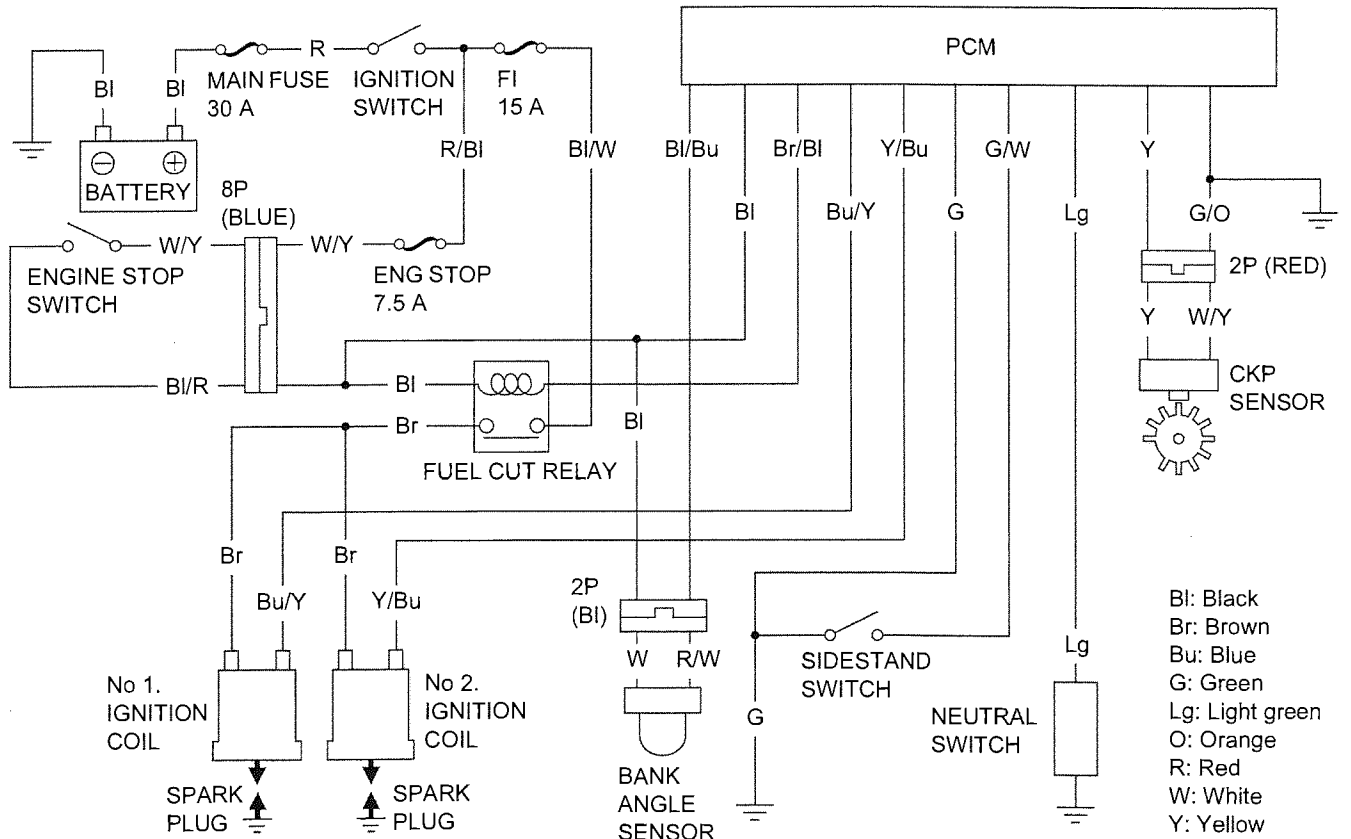 PCM
Bl
Bl
MAIN FUSE
30 A
R
IGNITION
SWITCH
FI
15 A
BATTERY
R/Bl
Bl/W
Bl/Bu
Br/Bl
Y/Bu
G/W
Y
8P
(BLUE)
Bl
Bu/Y
G
Lg
G/O
W/Y
W/Y
ENGINE STOP
SWITCH
ENG STOP
7.5 A
2P (RED)
Y
W/Y
Bl/R
Bl
Br
Bl
CKP
SENSOR
FUEL CUT RELAY
Br
Br
Bu/Y
Y/Bu
2P
(Bl)
W
R/W
SIDESTAND
SWITCH
Lg
No 1.
IGNITION
COIL
No 2.
IGNITION
COIL
G
NEUTRAL
SWITCH
SPARK
PLUG
SPARK
PLUG
BANK
ANGLE
SENSOR
Bl: Black
Br: Brown
Bu: Blue
G: Green
Lg: Light green
O: Orange
R: Red
W: White
Y: Yellow